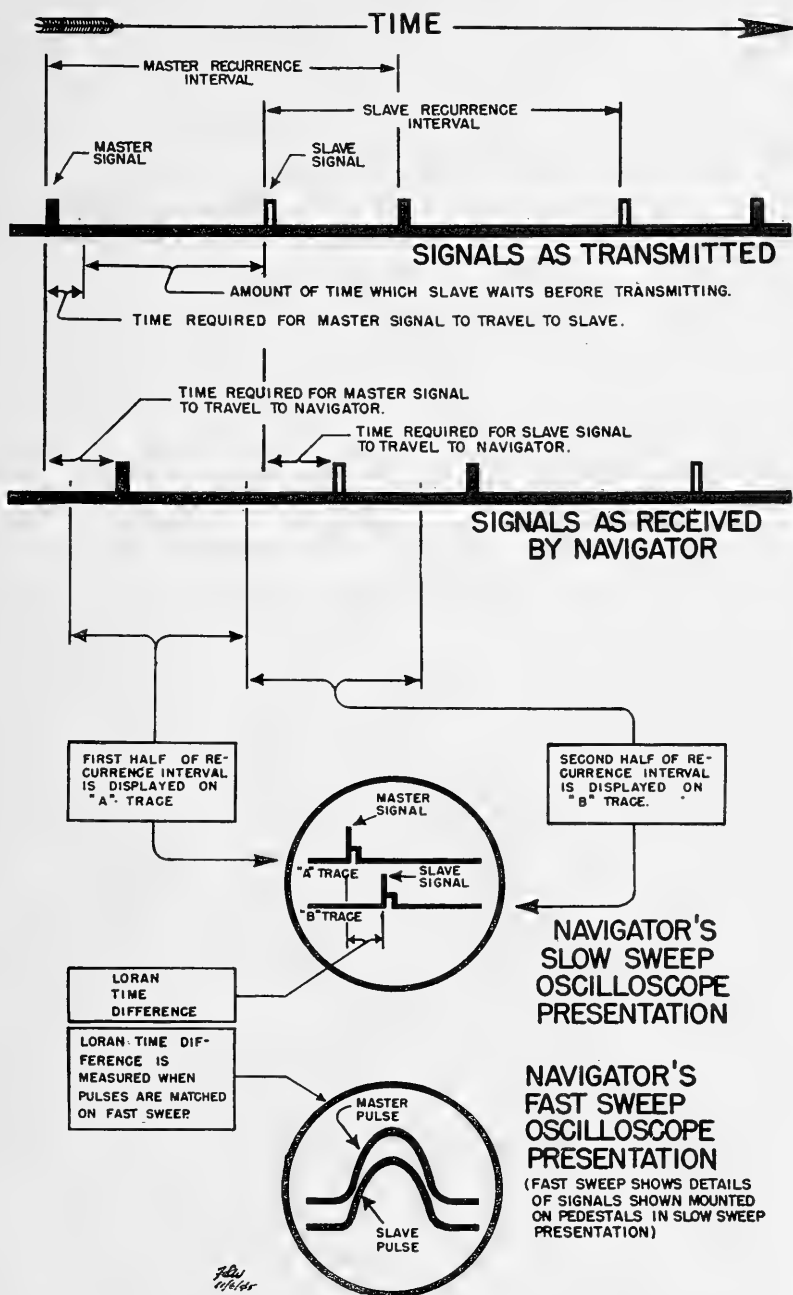 TIME
MASTER RECURRENCE
INTERVAL
SLAVE RECURRENCE
INTERVAL
MASTER
SIGNAL
SLAVE
SIGNAL
SIGNALS AS TRANSMITTED
AMOUNT OF TIME WHICH SLAVE WAITS BEFORE TRANSMITTING.
TIME REQUIRED FOR MASTER SIGNAL TO TRAVEL TO SLAVE.
TIME REQUIRED FOR MASTER SIGNAL
TO TRAVEL TO NAVIGATOR.
TIME REQUIRED FOR SLAVE SIGNAL
TO TRAVEL TO NAVIGATOR.
SIGNALS AS RECEIVED
BY NAVIGATOR
FIRST HALF OF RE-
CURRENCE INTERVAL
IS DISPLAYED ON
"A" TRACE
SECOND HALF OF RE-
CURRENCE INTERVAL
IS DISPLAYED ON
"B" TRACE.
MASTER
SIGNAL
"A" TRACE
SLAVE
SIGNAL
"B" TRACE
NAVIGATOR'S
SLOW SWEEP
OSCILLOSCOPE
PRESENTATION
LORAN
TIME
DIFFERENCE
LORAN TIME DIF-
FERENCE IS
MEASURED WHEN
PULSES ARE MATCHED
ON FAST SWEEP.
MASTER
PULSE
SLAVE
PULSE
NAVIGATOR'S
FAST SWEEP
OSCILLOSCOPE
PRESENTATION
(FAST SWEEP SHOWS DETAILS
OF SIGNALS SHOWN MOUNTED
ON PEDESTALS IN SLOW SWEEP
PRESENTATION)